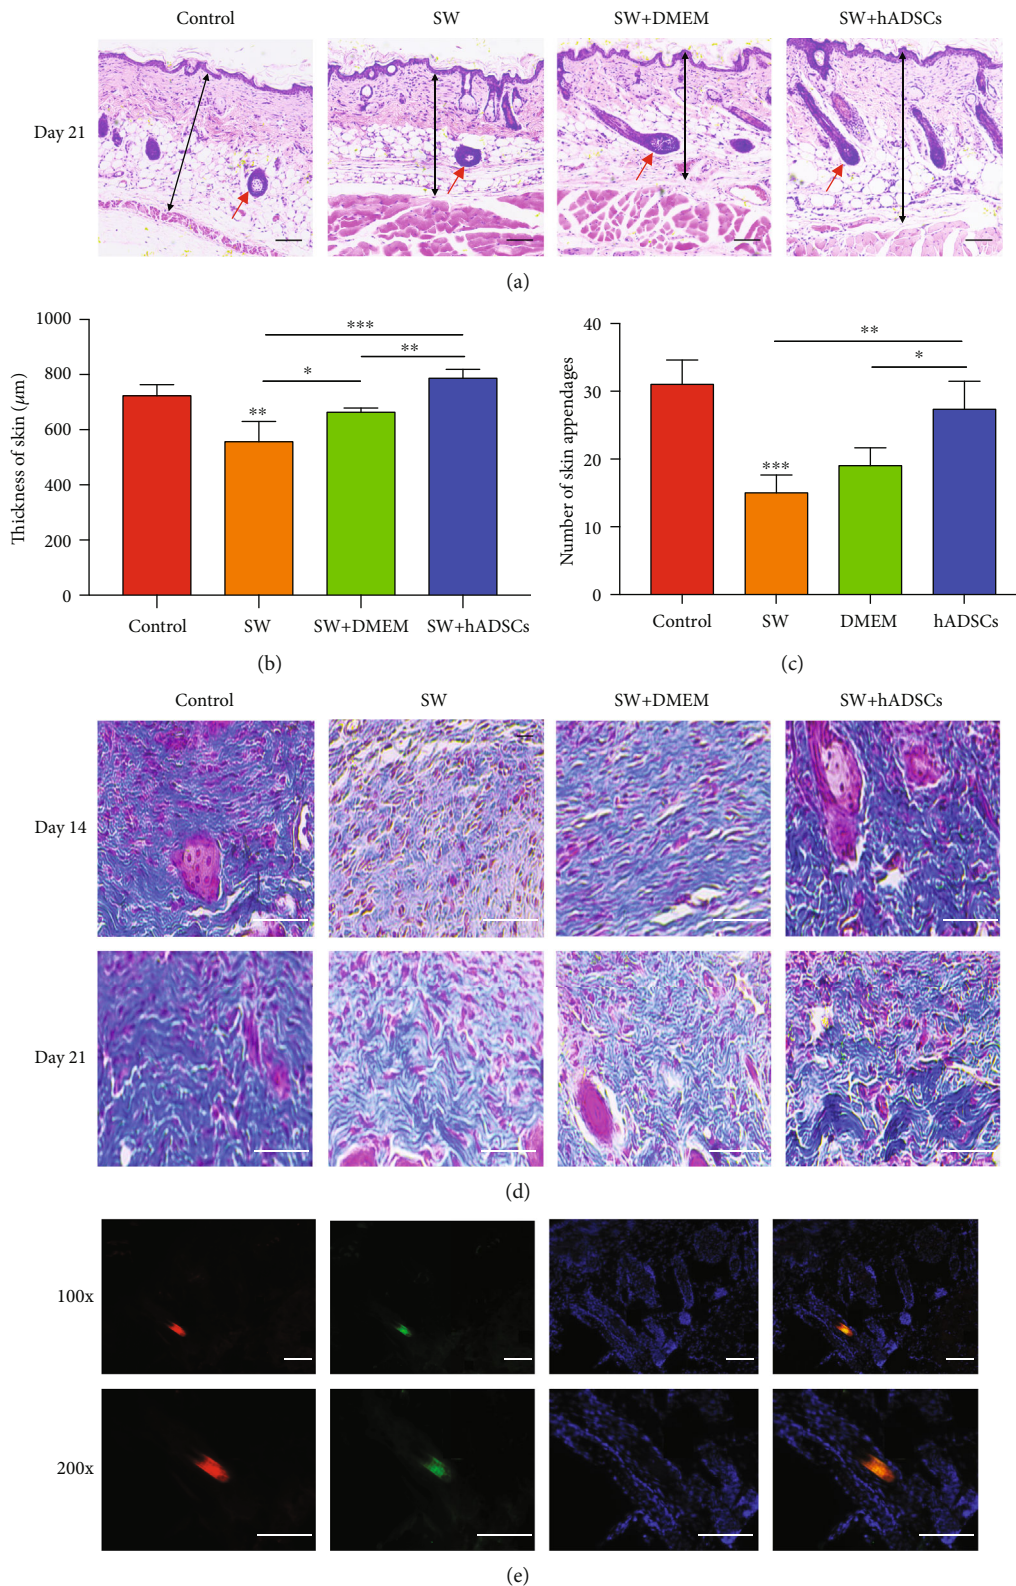 Control SW SW+DMEM SW+hADSCs
Day 21
(a)
1000
800
600
400
200
0
Thickness of skin (μm)
***
**
*
**
Control SW SW+DMEM SW+hADSCs
(b)
40
30
20
10
0
Number of skin appendages
**
*
***
Control SW DMEM hADSCs
(c)
Control SW SW+DMEM SW+hADSCs
Day 14
Day 21
(d)
100x
200x
(e)